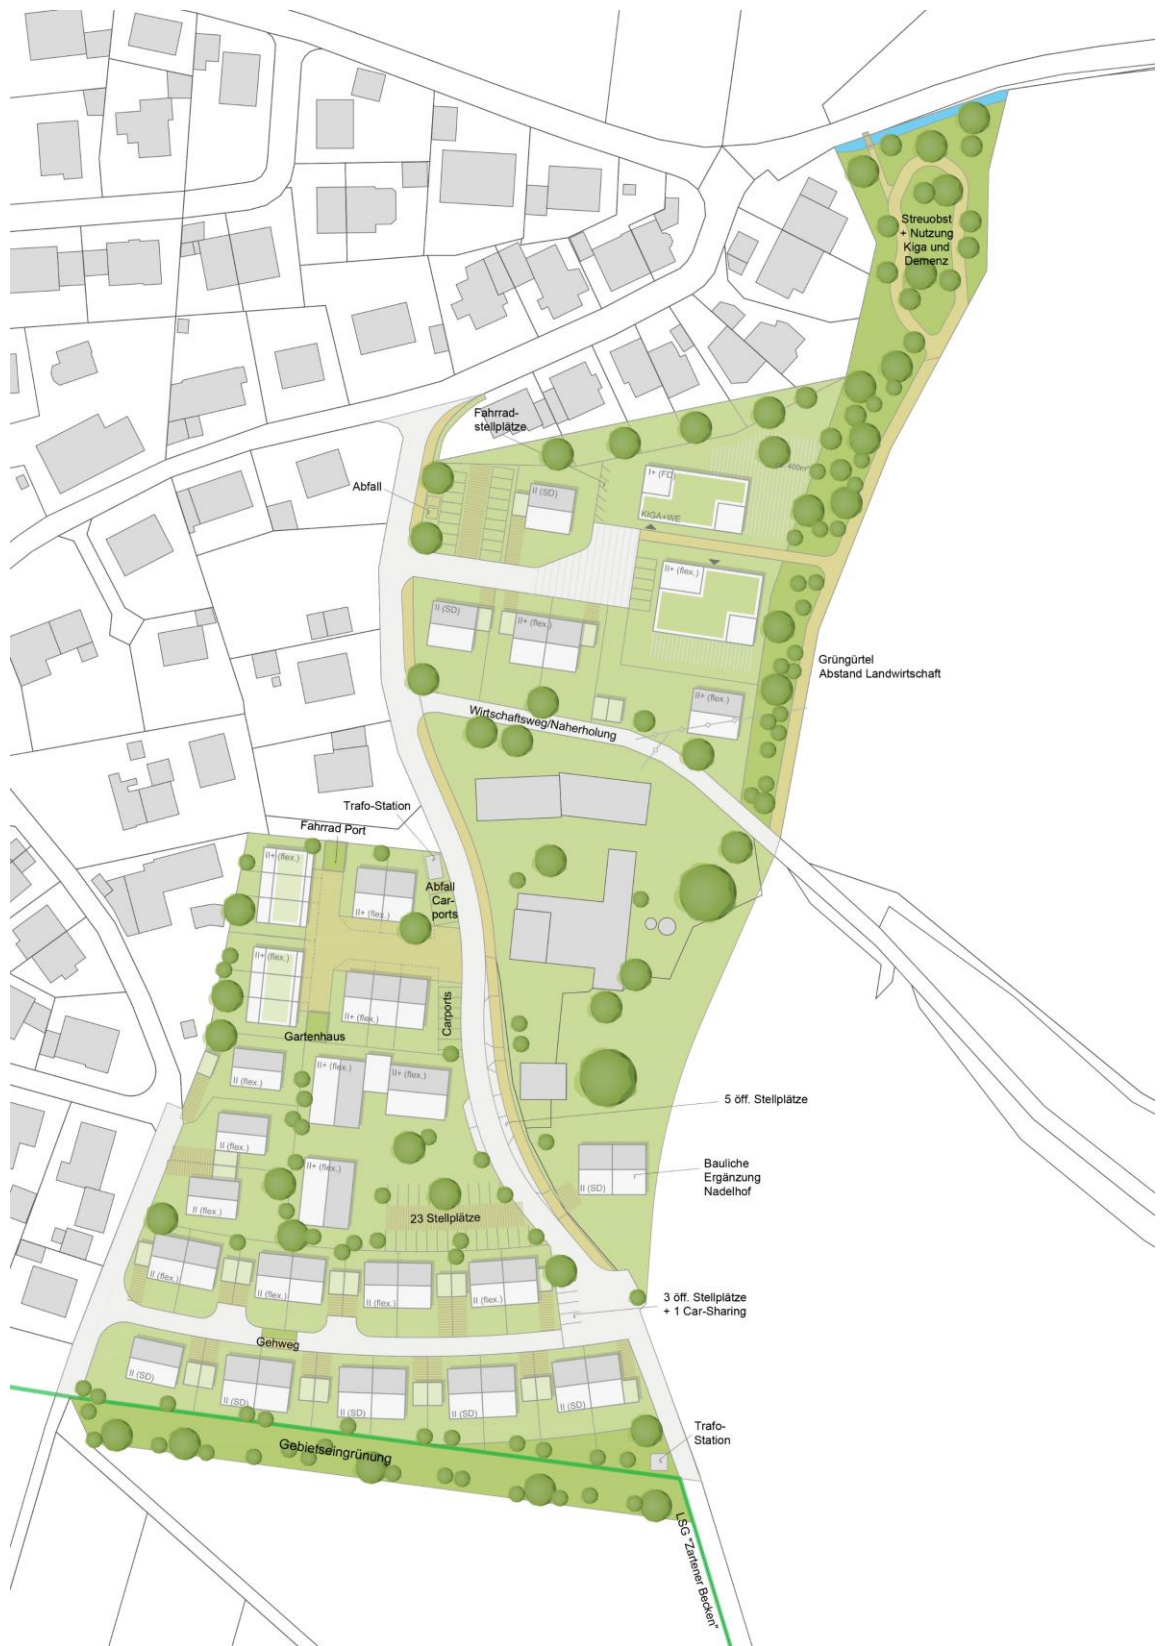 Streuobst
+ Nutzung
Kiga und
Demenz
Fahrrad-
stellplätze
I+ (FD)
400m²
Abfall
II (SD)
KIGA+WE
II+ (flex.)
II (SD)
II+ (flex.)
Grüngürtel
Abstand Landwirtschaft
II+ (flex.)
Wirtschaftsweg/Naherholung
Trafo-Station
Fahrrad Port
II+ (flex.)
Abfall
Car-
ports
II+ (flex.)
II+ (flex.)
Carports
II+ (flex.)
Gartenhaus
II (flex.)
II+ (flex.)
II+ (flex.)
5 öff. Stellplätze
II (flex.)
II+ (flex.)
Bauliche
Ergänzung
Nadelhof
II (SD)
II (flex.)
23 Stellplätze
II (flex.)
II (flex.)
II (flex.)
II (flex.)
3 öff. Stellplätze
+ 1 Car-Sharing
Gehweg
II (SD)
II (SD)
II (SD)
II (SD)
II (SD)
Trafo-
Station
Gebietseingrünung
LSG "Zartener Becken"